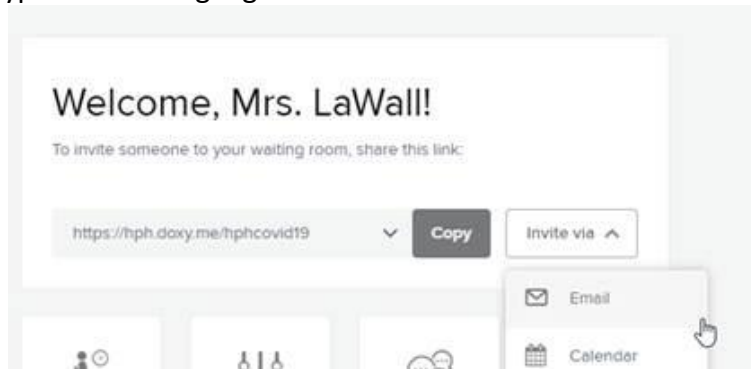 Welcome, Mrs. LaWall!
To invite someone to your waiting room, share this link:
https://hph.doxy.me/hphcovid19
Copy
Invite via
Email
Calendar